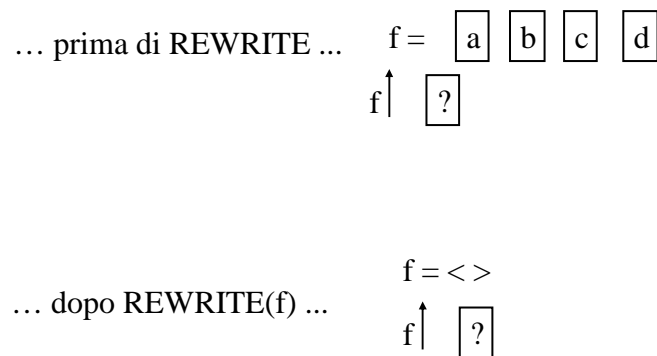 … prima di REWRITE ... f = a b c d
f ?
f = < >
… dopo REWRITE(f) ...
f ?